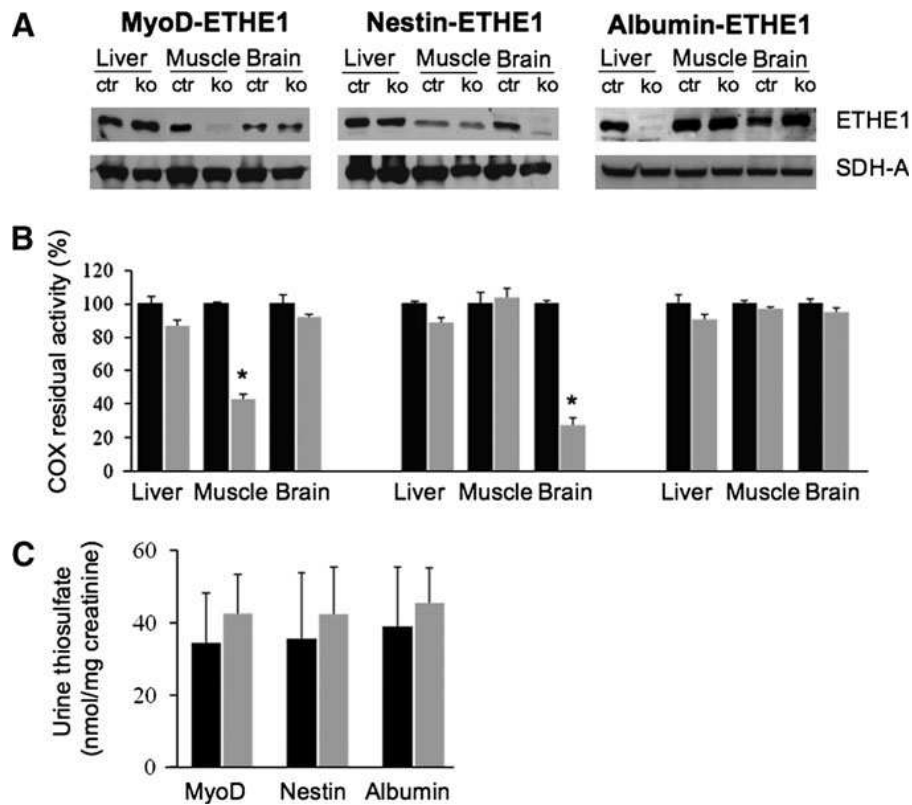 A
MyoD-ETHE1 Nestin-ETHE1 Albumin-ETHE1
Liver Muscle Brain Liver Muscle Brain Liver Muscle Brain
ctr ko ctr ko ctr ko ctr ko ctr ko ctr ko ctr ko ctr ko ctr ko
ETHE1
SDH-A
B
COX residual activity (%)
120
100
80
60
40
20
0
*
*
Liver Muscle Brain Liver Muscle Brain Liver Muscle Brain
C
Urine thiosulfate
(nmol/mg creatinine)
60
40
20
0
MyoD Nestin Albumin